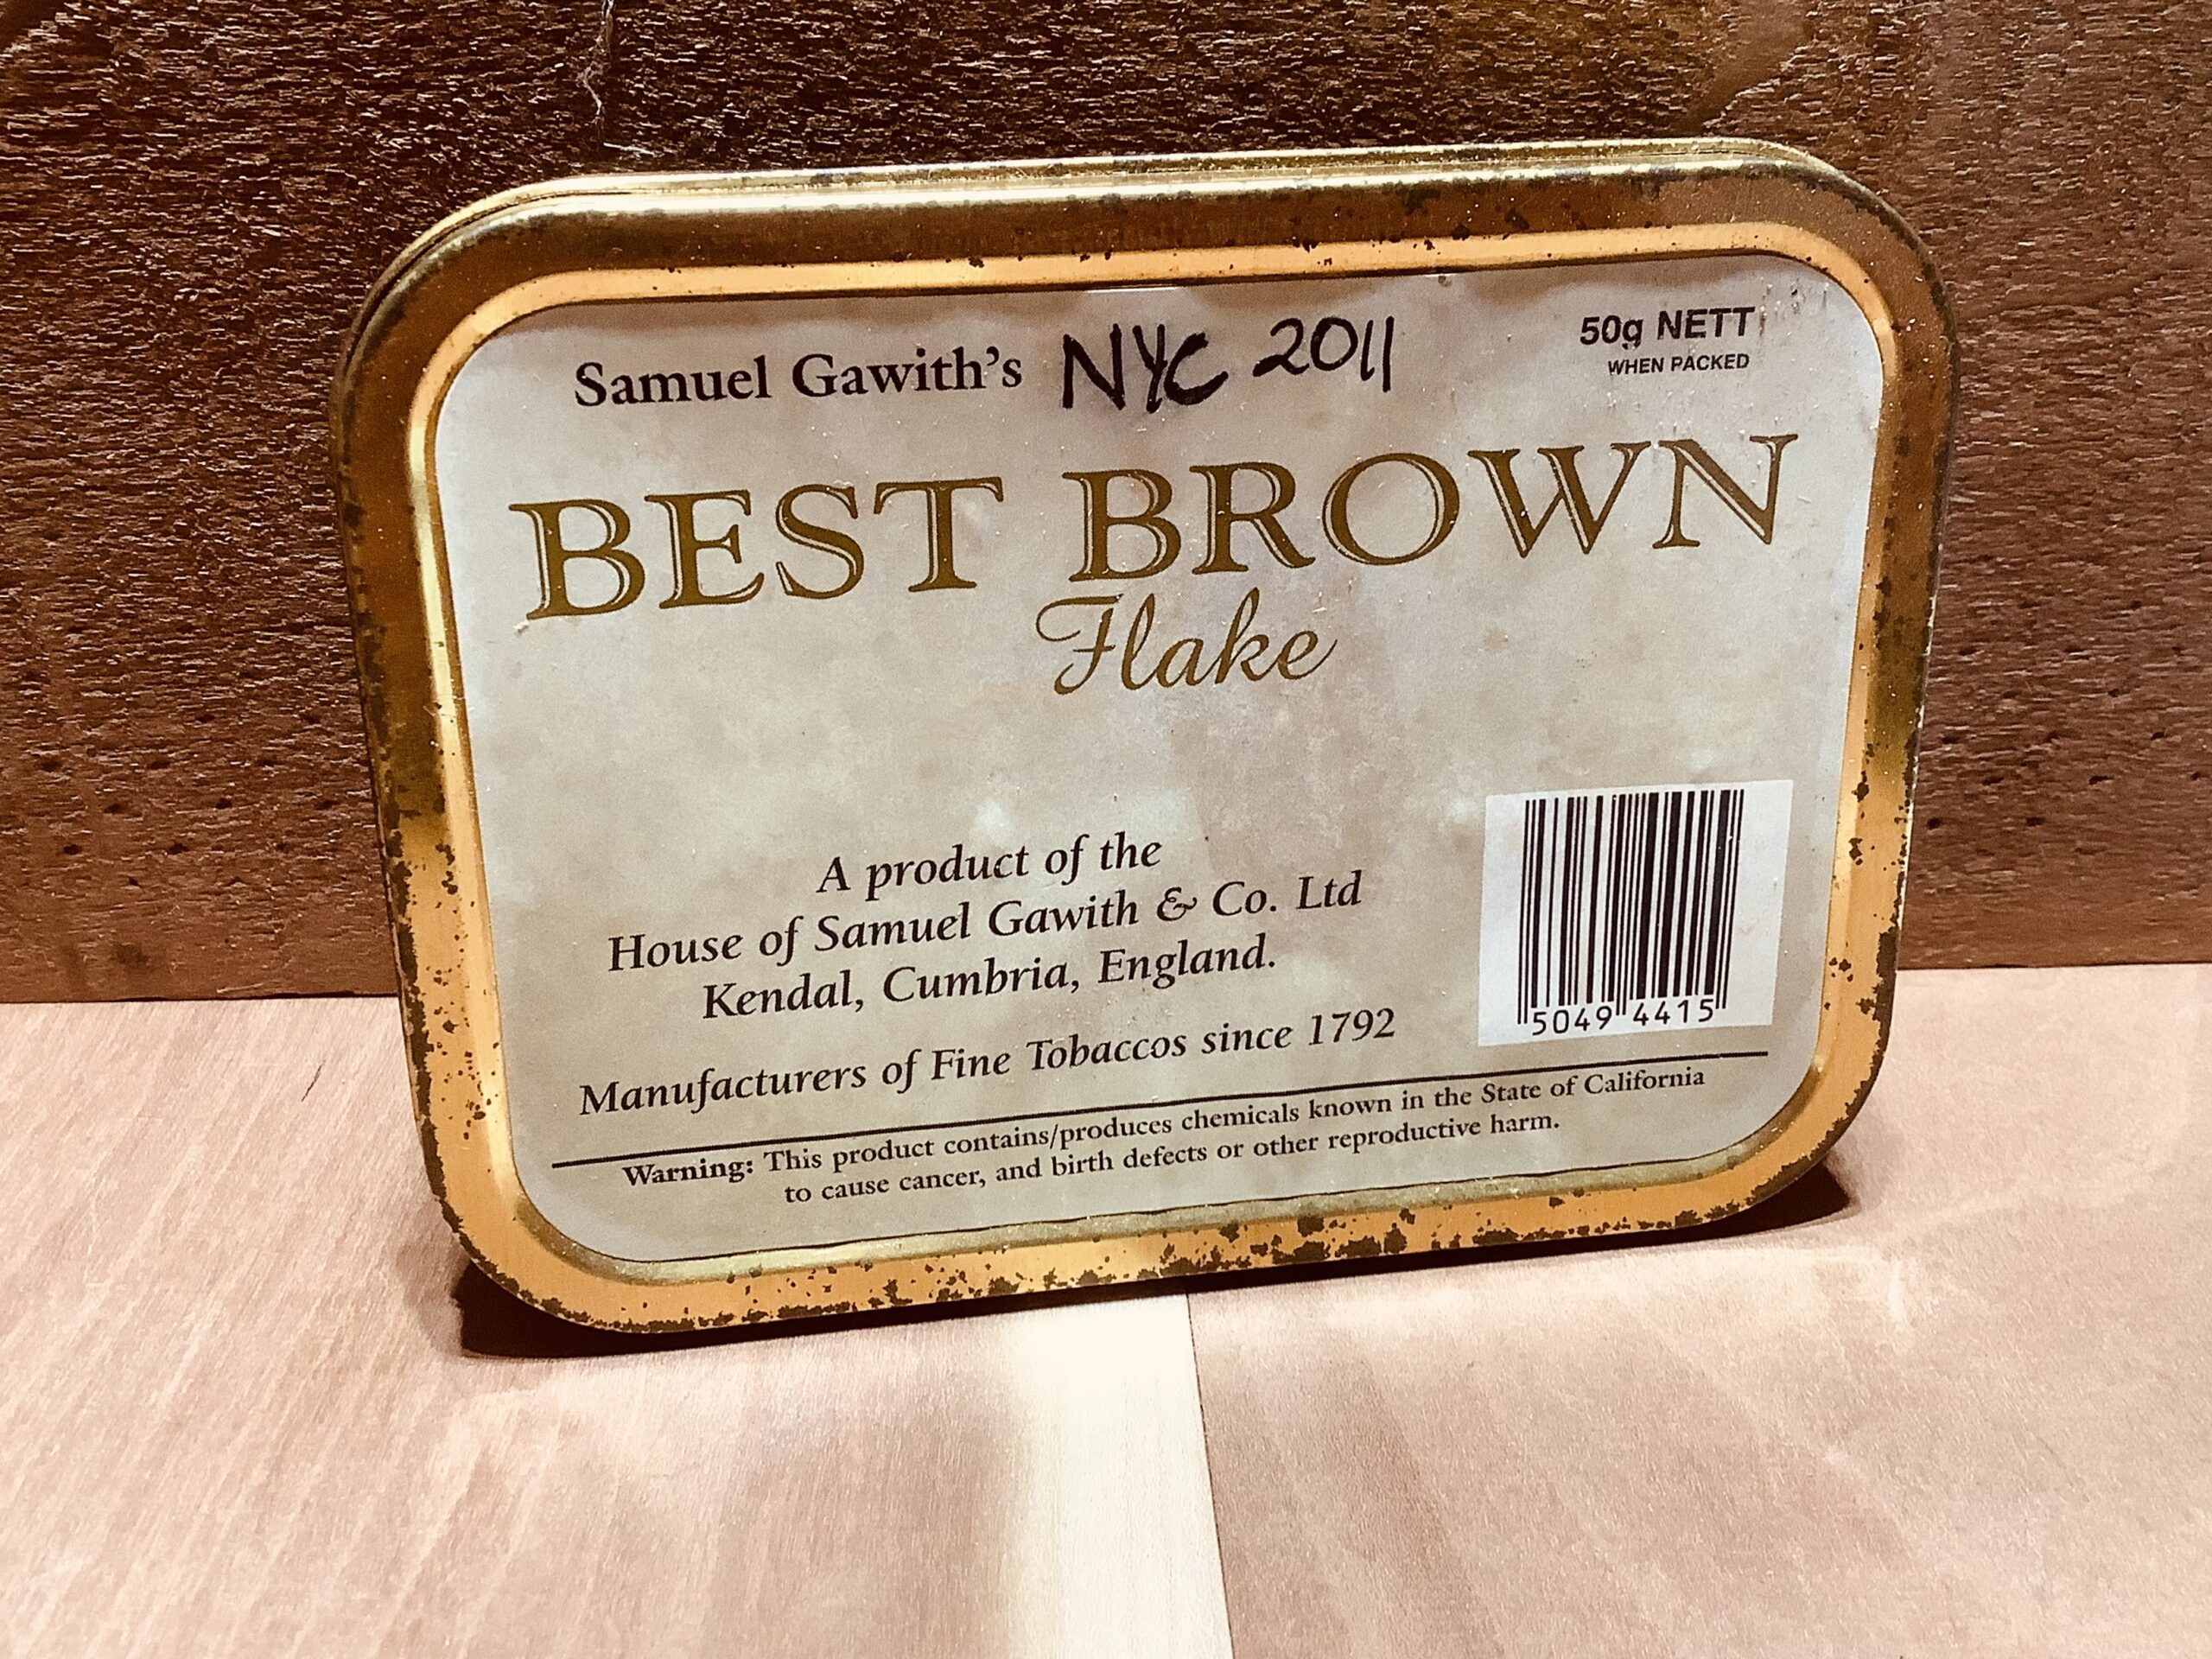 Samuel Gawith's NYC 2011
50g NETT
WHEN PACKED
BEST BROWN
Flake
A product of the
House of Samuel Gawith & Co. Ltd
Kendal, Cumbria, England.
Manufacturers of Fine Tobaccos since 1792
5049 4415
Warning: This product contains/produces chemicals known in the State of California
to cause cancer, and birth defects or other reproductive harm.